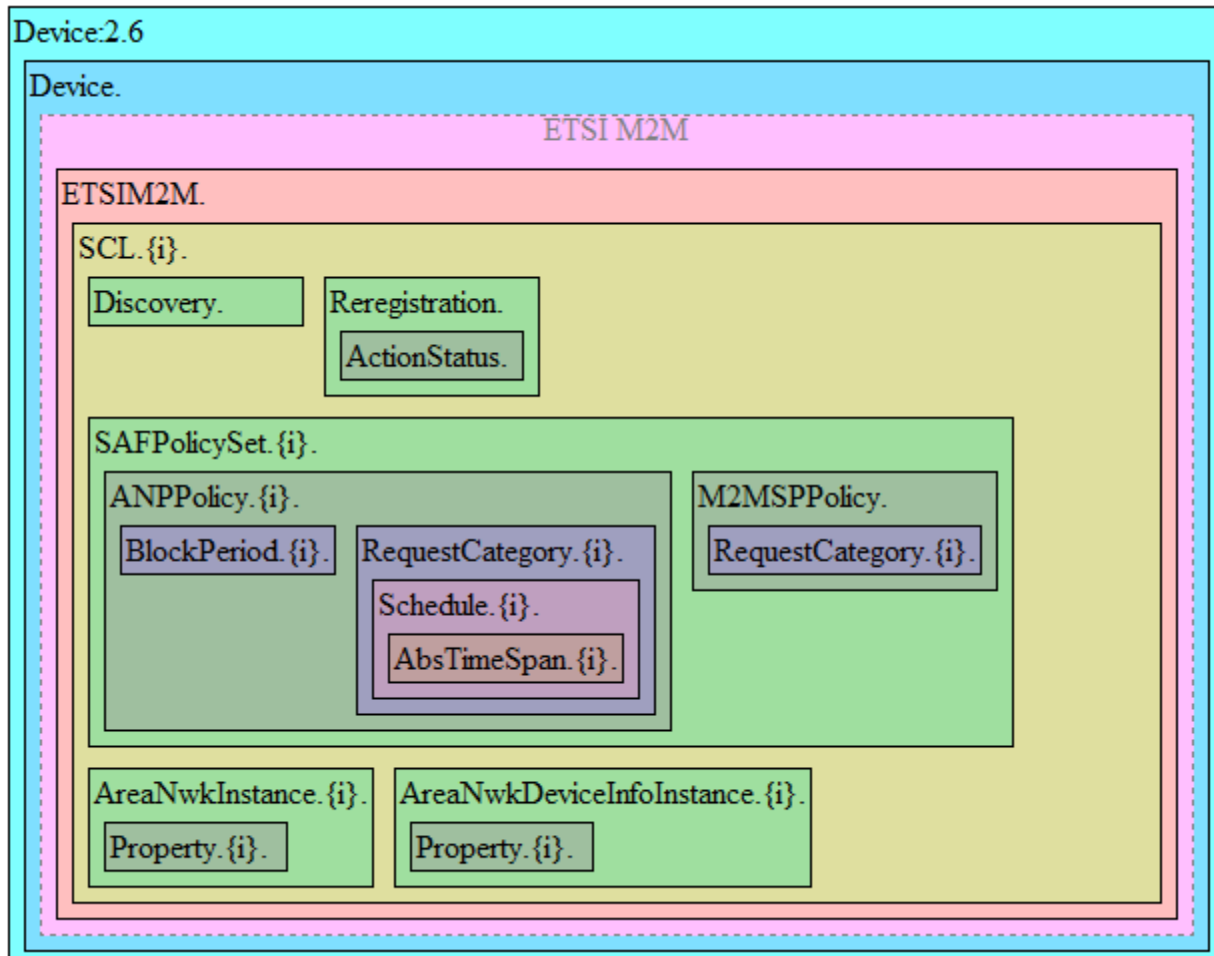 Device:2.6
Device.
ETSI M2M
ETSIM2M.
SCL.{i}.
Discovery.
Reregistration.
ActionStatus.
SAFPolicySet.{i}.
ANPPolicy.{i}.
M2MSPPolicy.
BlockPeriod.{i}.
RequestCategory.{i}.
RequestCategory.{i}.
Schedule.{i}.
AbsTimeSpan.{i}.
AreaNwkInstance.{i}.
AreaNwkDeviceInfoInstance.{i}.
Property.{i}.
Property.{i}.